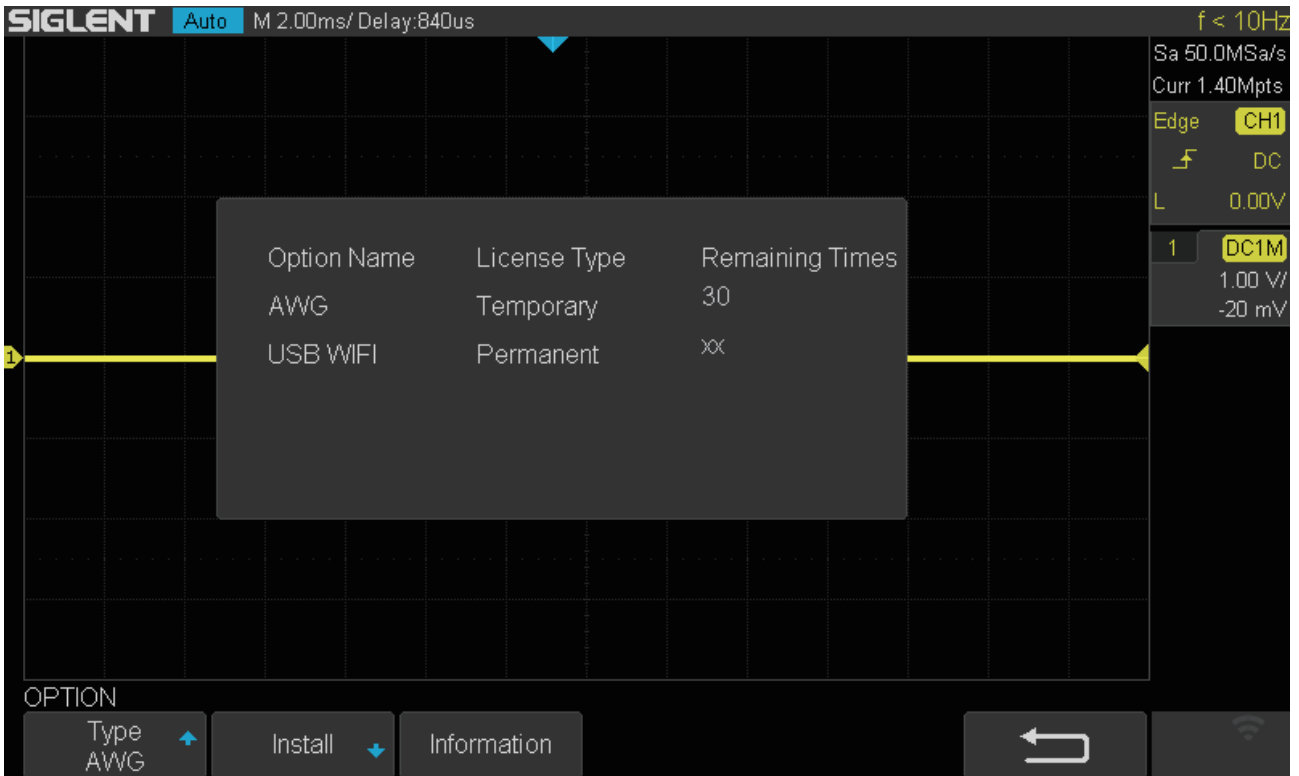 SIGLENT Auto M 2.00ms/ Delay:840us f < 10Hz
Sa 50.0MSa/s
Curr 1.40Mpts
Edge CH1
DC
L 0.00V
1 DC1M
1.00 V/
-20 mV
Option Name License Type Remaining Times
AWG Temporary 30
USB WIFI Permanent xx
1
OPTION
Type
AWG
Install
Information